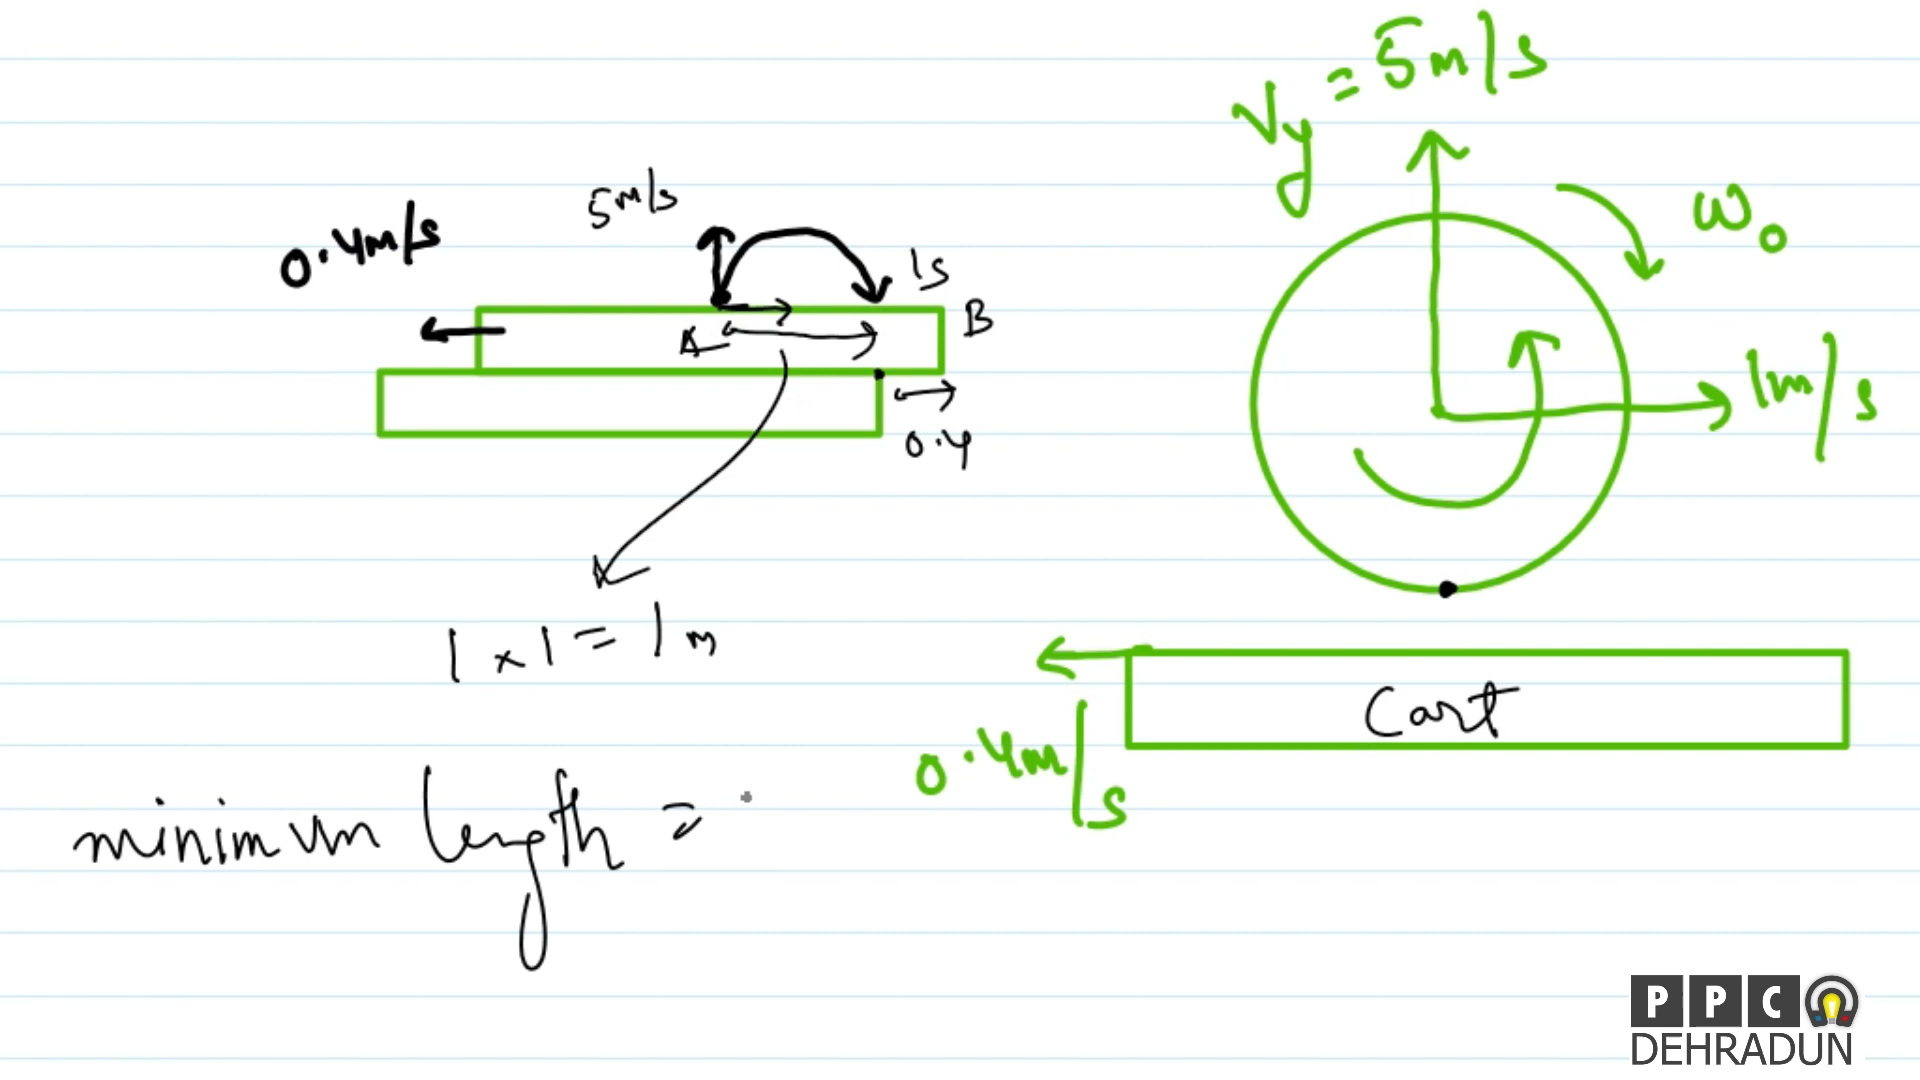 V_y = 5m/s
5m/s
ω₀
0.4m/s
1s
B
1m/s
0.4
1 × 1 = 1m
Cart
0.4m/s
minimum length =
PPC
DEHRADUN